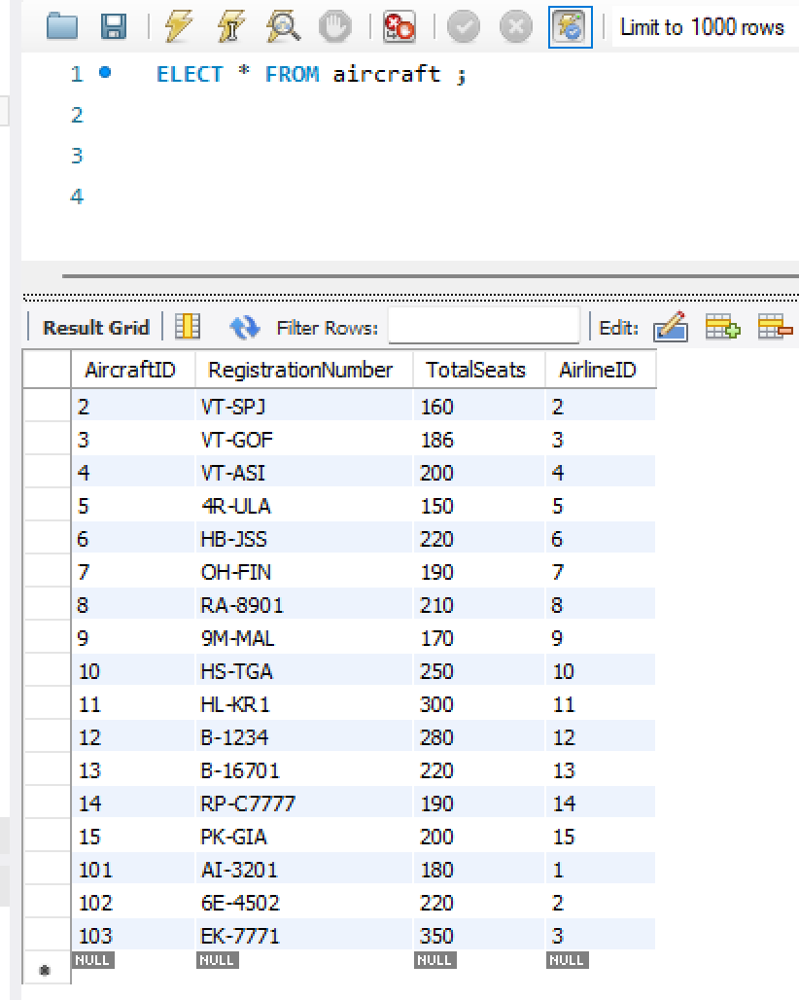 Limit to 1000 rows
1 ELECT * FROM aircraft ;
2
3
4
Result Grid Filter Rows: Edit:
AircraftID RegistrationNumber TotalSeats AirlineID
2 VT-SPJ 160 2
3 VT-GOF 186 3
4 VT-ASI 200 4
5 4R-ULA 150 5
6 HB-JSS 220 6
7 OH-FIN 190 7
8 RA-8901 210 8
9 9M-MAL 170 9
10 HS-TGA 250 10
11 HL-KR1 300 11
12 B-1234 280 12
13 B-16701 220 13
14 RP-C7777 190 14
15 PK-GIA 200 15
101 AI-3201 180 1
102 6E-4502 220 2
103 EK-7771 350 3
NULL NULL NULL NULL